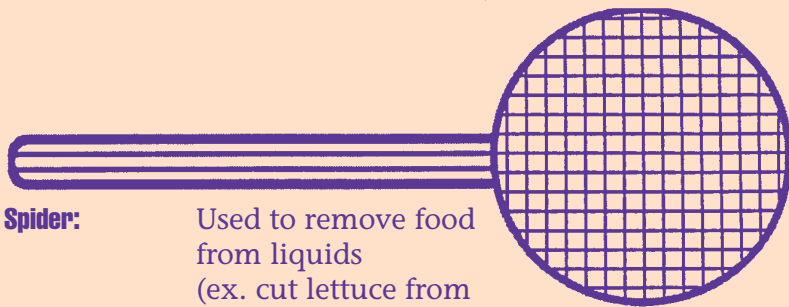 Spider: Used to remove food
from liquids
(ex. cut lettuce from